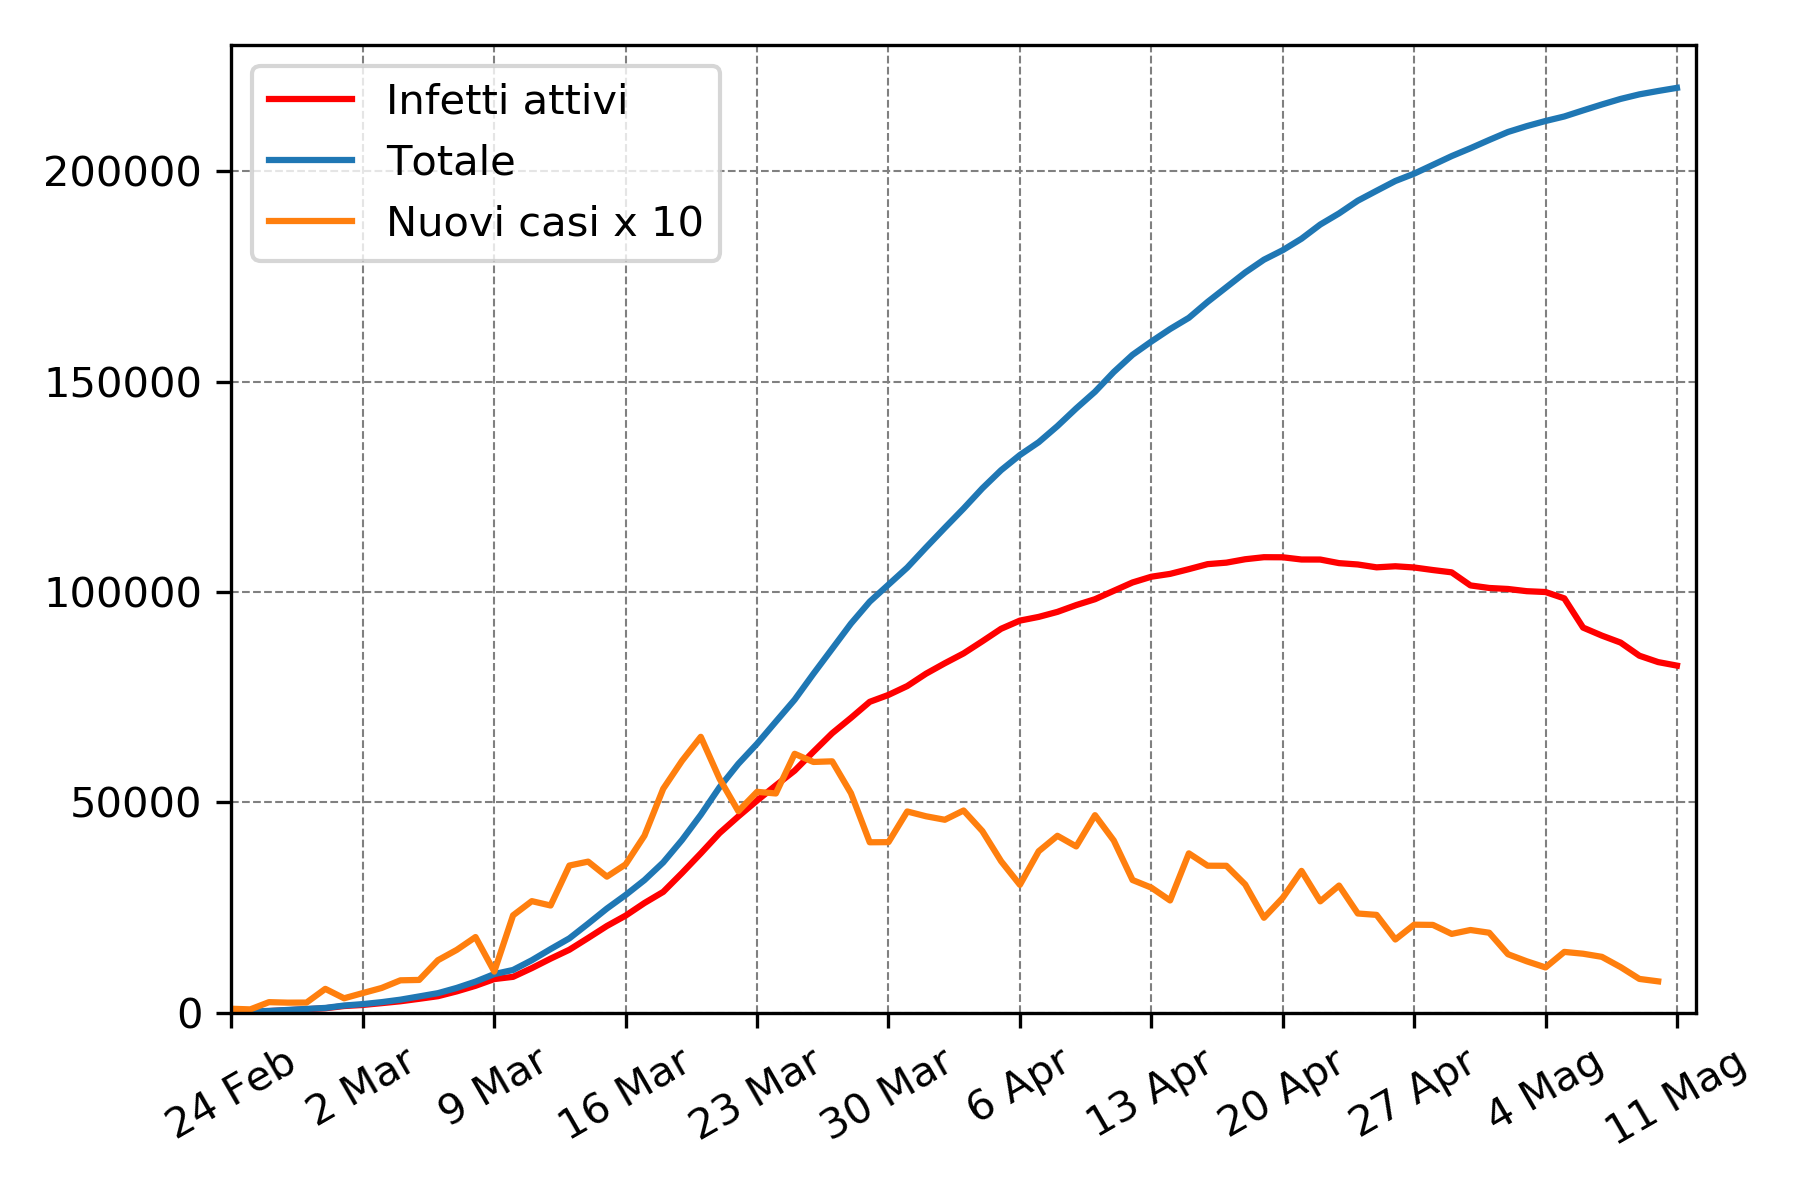 Infetti attivi
Totale
Nuovi casi x 10
200000
150000
100000
50000
0
24 Feb
2 Mar
9 Mar
16 Mar
23 Mar
30 Mar
6 Apr
13 Apr
20 Apr
27 Apr
4 Mag
11 Mag